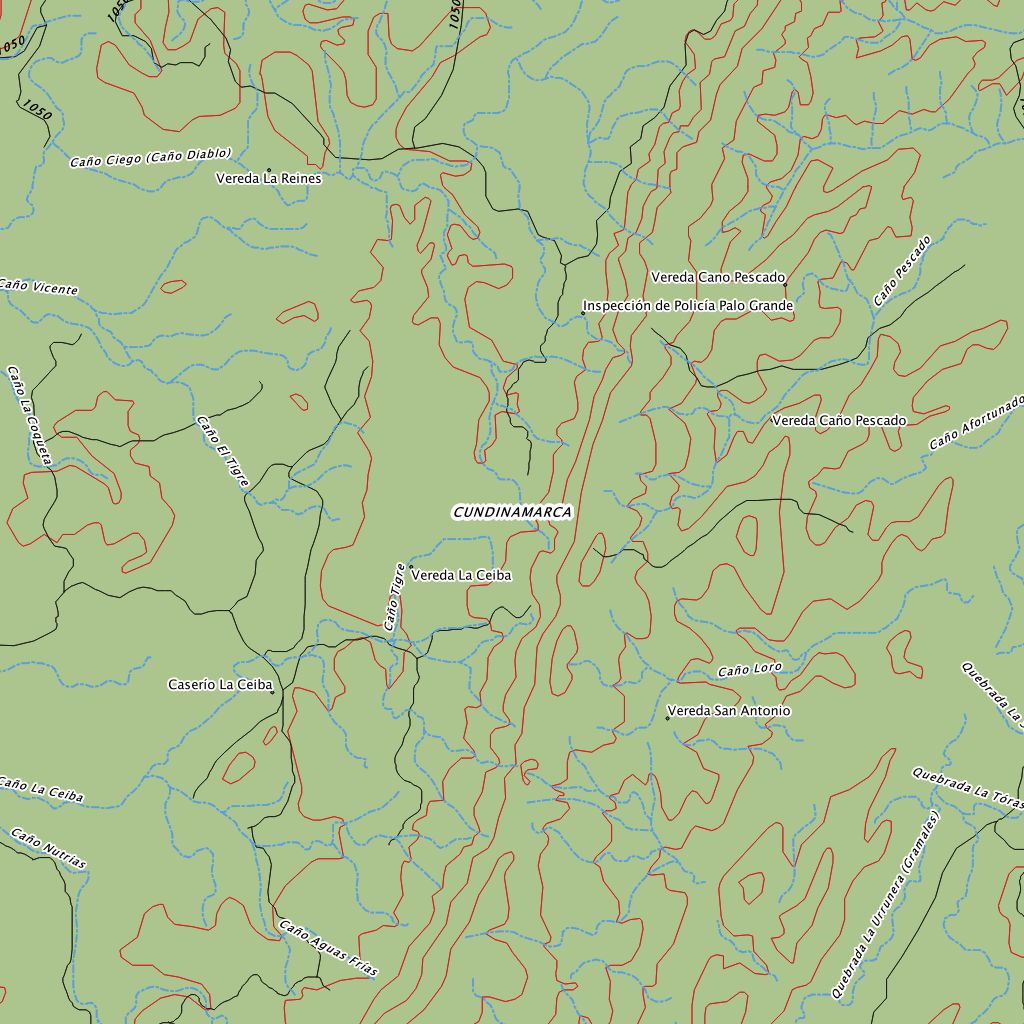 1050
1050
1050
1050
Caño Ciego (Caño Diablo)
Vereda La Reines
Caño Pescado
Vereda Cano Pescado
Caño Vicente
Inspección de Policía Palo Grande
Caño La Coqueta
Caño El Tigre
Vereda Caño Pescado
Caño Afortunado
CUNDINAMARCA
Caño Tigre
Vereda La Ceiba
Caño Loro
Caserío La Ceiba
Quebrada La
Vereda San Antonio
Caño La Ceiba
Quebrada La Tóras
Caño Nutrias
Quebrada La Urrunera (Gramales)
Caño Aguas Frías